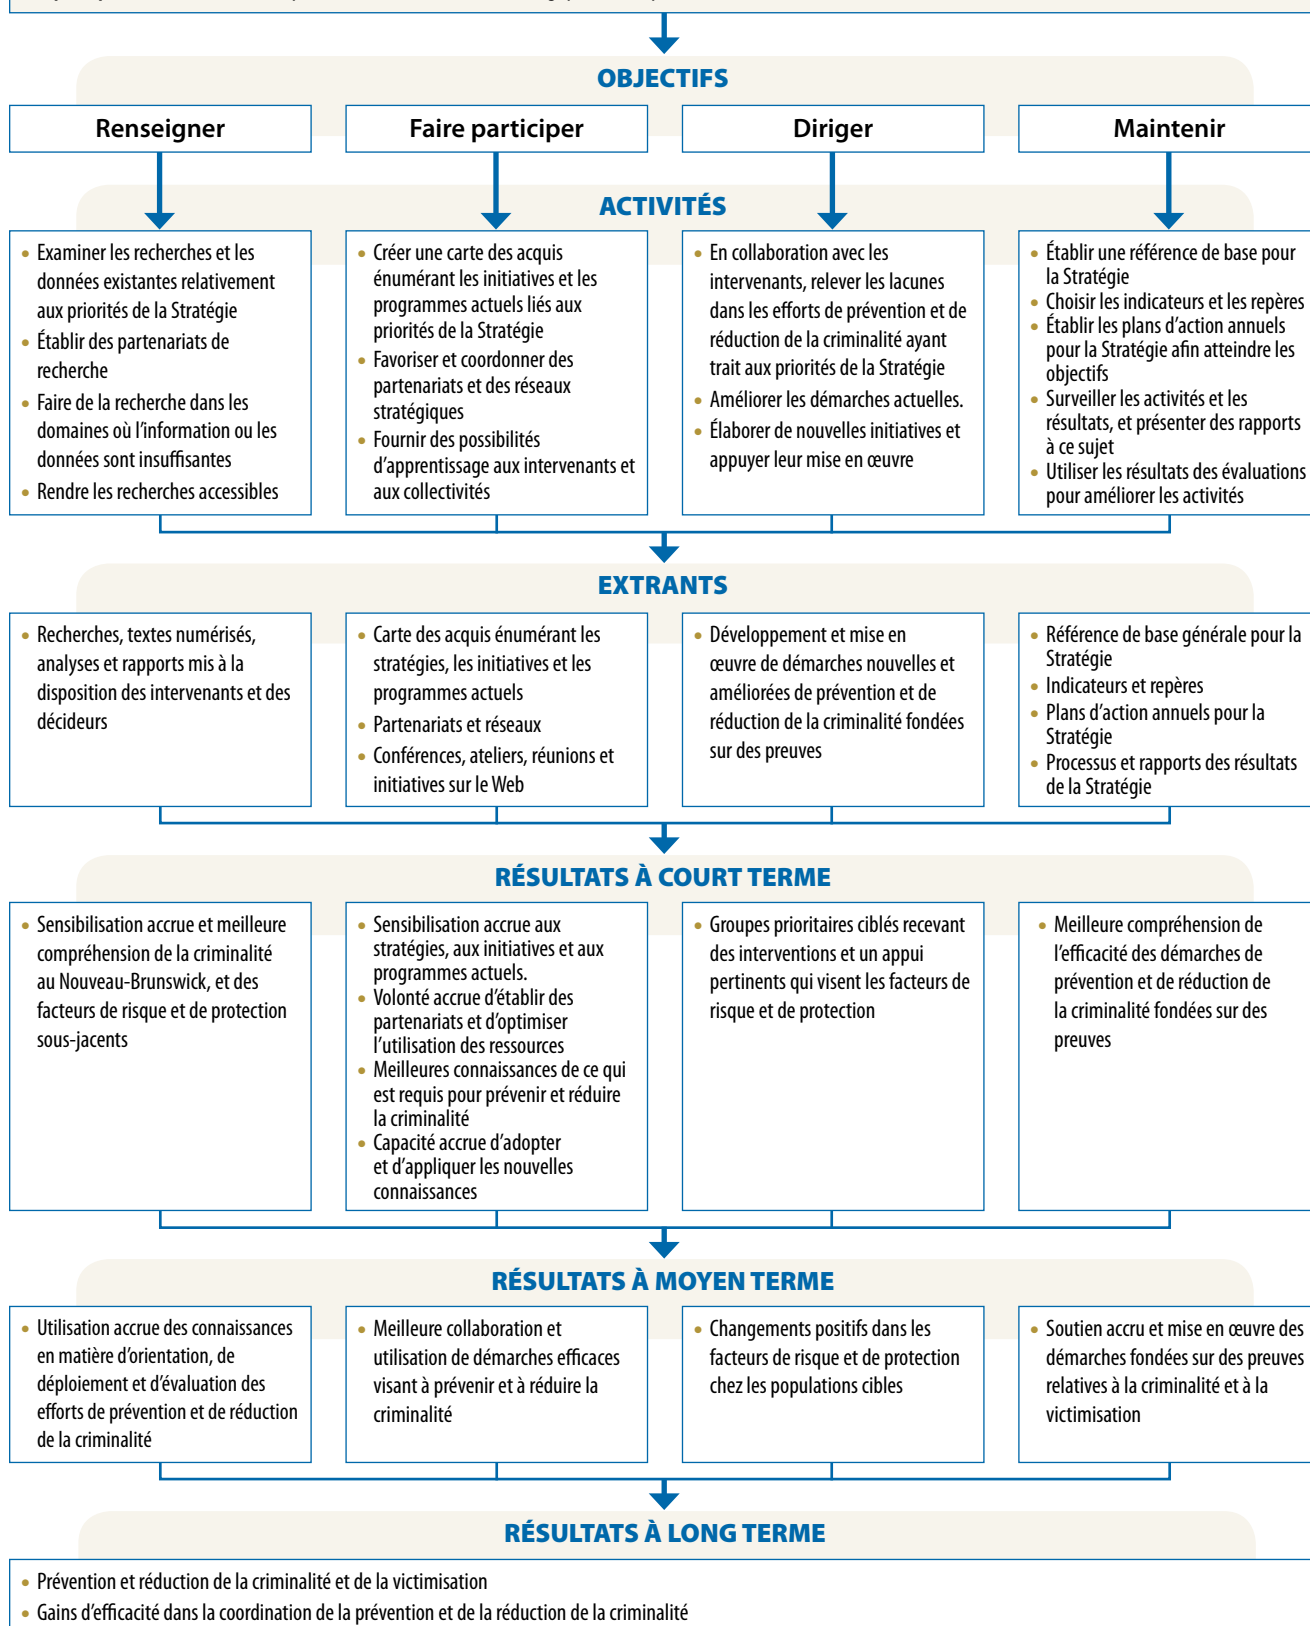 OBJECTIFS
Renseigner
Faire participer
Diriger
Maintenir
ACTIVITÉS
• Examiner les recherches et les
données existantes relativement
aux priorités de la Stratégie
• Établir des partenariats de
recherche
• Faire de la recherche dans les
domaines où l'information ou les
données sont insuffisantes
• Rendre les recherches accessibles
• Créer une carte des acquis
énumérant les initiatives et les
programmes actuels liés aux
priorités de la Stratégie
• Favoriser et coordonner des
partenariats et des réseaux
stratégiques
• Fournir des possibilités
d'apprentissage aux intervenants et
aux collectivités
• En collaboration avec les
intervenants, relever les lacunes
dans les efforts de prévention et de
réduction de la criminalité ayant
trait aux priorités de la Stratégie
• Améliorer les démarches actuelles.
• Élaborer de nouvelles initiatives et
appuyer leur mise en œuvre
• Établir une référence de base pour
la Stratégie
• Choisir les indicateurs et les repères
• Établir les plans d'action annuels
pour la Stratégie afin atteindre les
objectifs
• Surveiller les activités et les
résultats, et présenter des rapports
à ce sujet
• Utiliser les résultats des évaluations
pour améliorer les activités
EXTRANTS
• Recherches, textes numérisés,
analyses et rapports mis à la
disposition des intervenants et des
décideurs
• Carte des acquis énumérant les
stratégies, les initiatives et les
programmes actuels
• Partenariats et réseaux
• Conférences, ateliers, réunions et
initiatives sur le Web
• Développement et mise en
œuvre de démarches nouvelles et
améliorées de prévention et de
réduction de la criminalité fondées
sur des preuves
• Référence de base générale pour la
Stratégie
• Indicateurs et repères
• Plans d'action annuels pour la
Stratégie
• Processus et rapports des résultats
de la Stratégie
RÉSULTATS À COURT TERME
• Sensibilisation accrue et meilleure
compréhension de la criminalité
au Nouveau-Brunswick, et des
facteurs de risque et de protection
sous-jacents
• Sensibilisation accrue aux
stratégies, aux initiatives et aux
programmes actuels.
• Volonté accrue d'établir des
partenariats et d'optimiser
l'utilisation des ressources
• Meilleures connaissances de ce qui
est requis pour prévenir et réduire
la criminalité
• Capacité accrue d'adopter
et d'appliquer les nouvelles
connaissances
• Groupes prioritaires ciblés recevant
des interventions et un appui
pertinents qui visent les facteurs de
risque et de protection
• Meilleure compréhension de
l'efficacité des démarches de
prévention et de réduction de
la criminalité fondées sur des
preuves
RÉSULTATS À MOYEN TERME
• Utilisation accrue des connaissances
en matière d'orientation, de
déploiement et d'évaluation des
efforts de prévention et de réduction
de la criminalité
• Meilleure collaboration et
utilisation de démarches efficaces
visant à prévenir et à réduire la
criminalité
• Changements positifs dans les
facteurs de risque et de protection
chez les populations cibles
• Soutien accru et mise en œuvre des
démarches fondées sur des preuves
relatives à la criminalité et à la
victimisation
RÉSULTATS À LONG TERME
• Prévention et réduction de la criminalité et de la victimisation
• Gains d'efficacité dans la coordination de la prévention et de la réduction de la criminalité